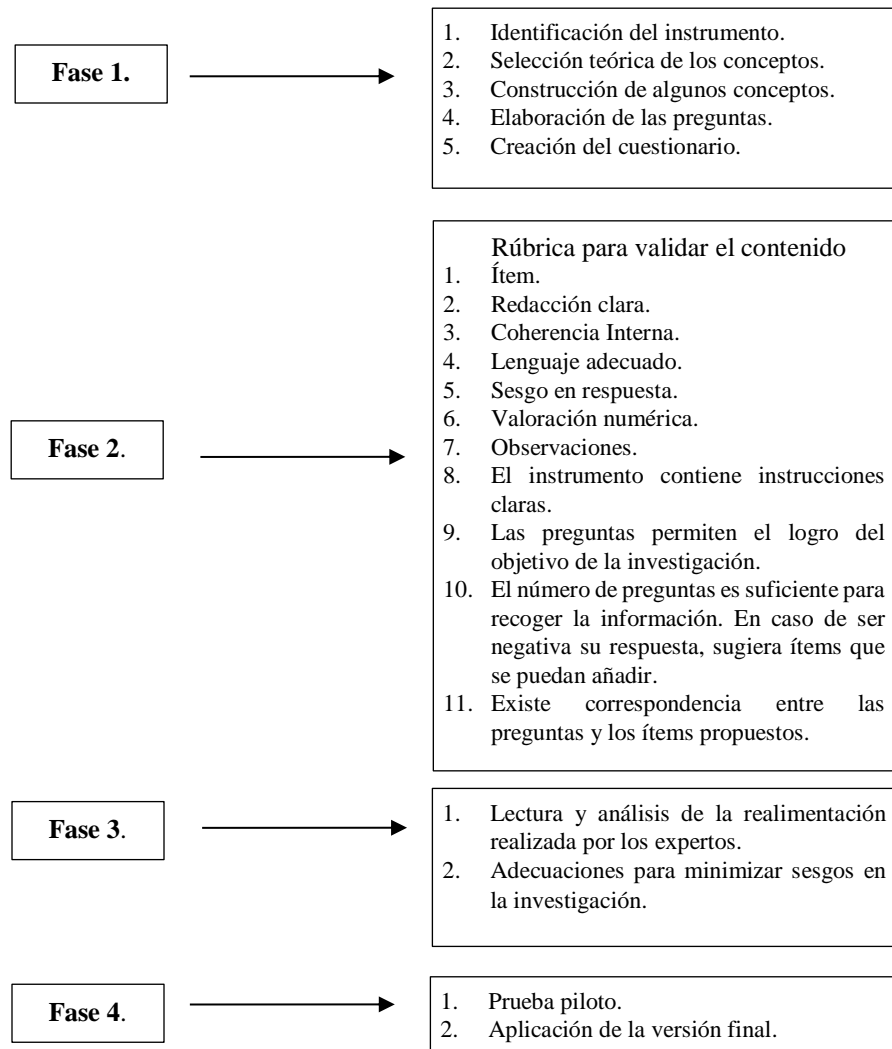 Fase 1.
1. Identificación del instrumento.
2. Selección teórica de los conceptos.
3. Construcción de algunos conceptos.
4. Elaboración de las preguntas.
5. Creación del cuestionario.
Fase 2.
Rúbrica para validar el contenido
1. Ítem.
2. Redacción clara.
3. Coherencia Interna.
4. Lenguaje adecuado.
5. Sesgo en respuesta.
6. Valoración numérica.
7. Observaciones.
8. El instrumento contiene instrucciones
claras.
9. Las preguntas permiten el logro del
objetivo de la investigación.
10. El número de preguntas es suficiente para
recoger la información. En caso de ser
negativa su respuesta, sugiera ítems que
se puedan añadir.
11. Existe correspondencia entre las
preguntas y los ítems propuestos.
Fase 3.
1. Lectura y análisis de la realimentación
realizada por los expertos.
2. Adecuaciones para minimizar sesgos en
la investigación.
Fase 4.
1. Prueba piloto.
2. Aplicación de la versión final.